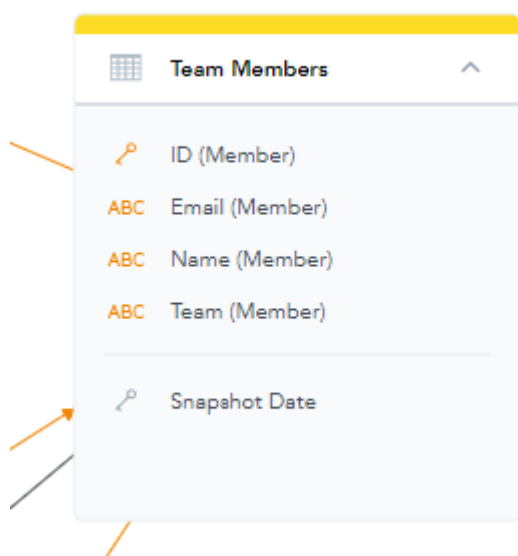 Team Members
ID (Member)
ABC Email (Member)
ABC Name (Member)
ABC Team (Member)
Snapshot Date